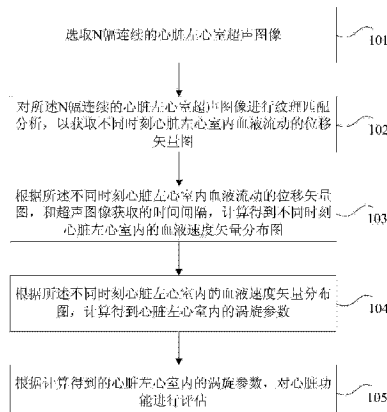 选取N幅连续的心脏左心室超声图像
101
对所述N幅连续的心脏左心室超声图像进行纹理匹配
分析，以获取不同时刻心脏左心室内血液流动的位移
矢量图
102
根据所述不同时刻心脏左心室内血液流动的位移矢量
图，和超声图像获取的时间间隔，计算得到不同时刻
心脏左心室内的血液速度矢量分布图
103
根据所述不同时刻心脏左心室内的血液速度矢量分布
图，计算得到心脏左心室内的涡旋参数
104
根据计算得到的心脏左心室内的涡旋参数，对心脏功
能进行评估
105